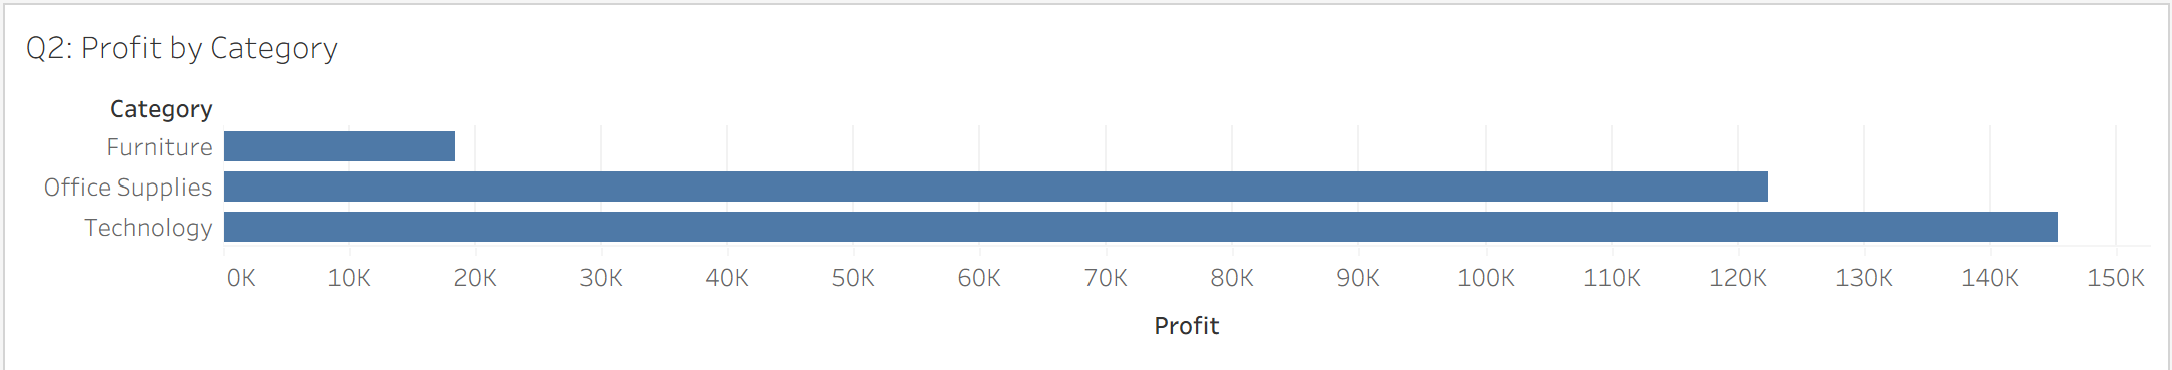 Q2: Profit by Category
Category
Furniture
Office Supplies
Technology
0K 10K 20K 30K 40K 50K 60K 70K 80K 90K 100K 110K 120K 130K 140K 150K
Profit